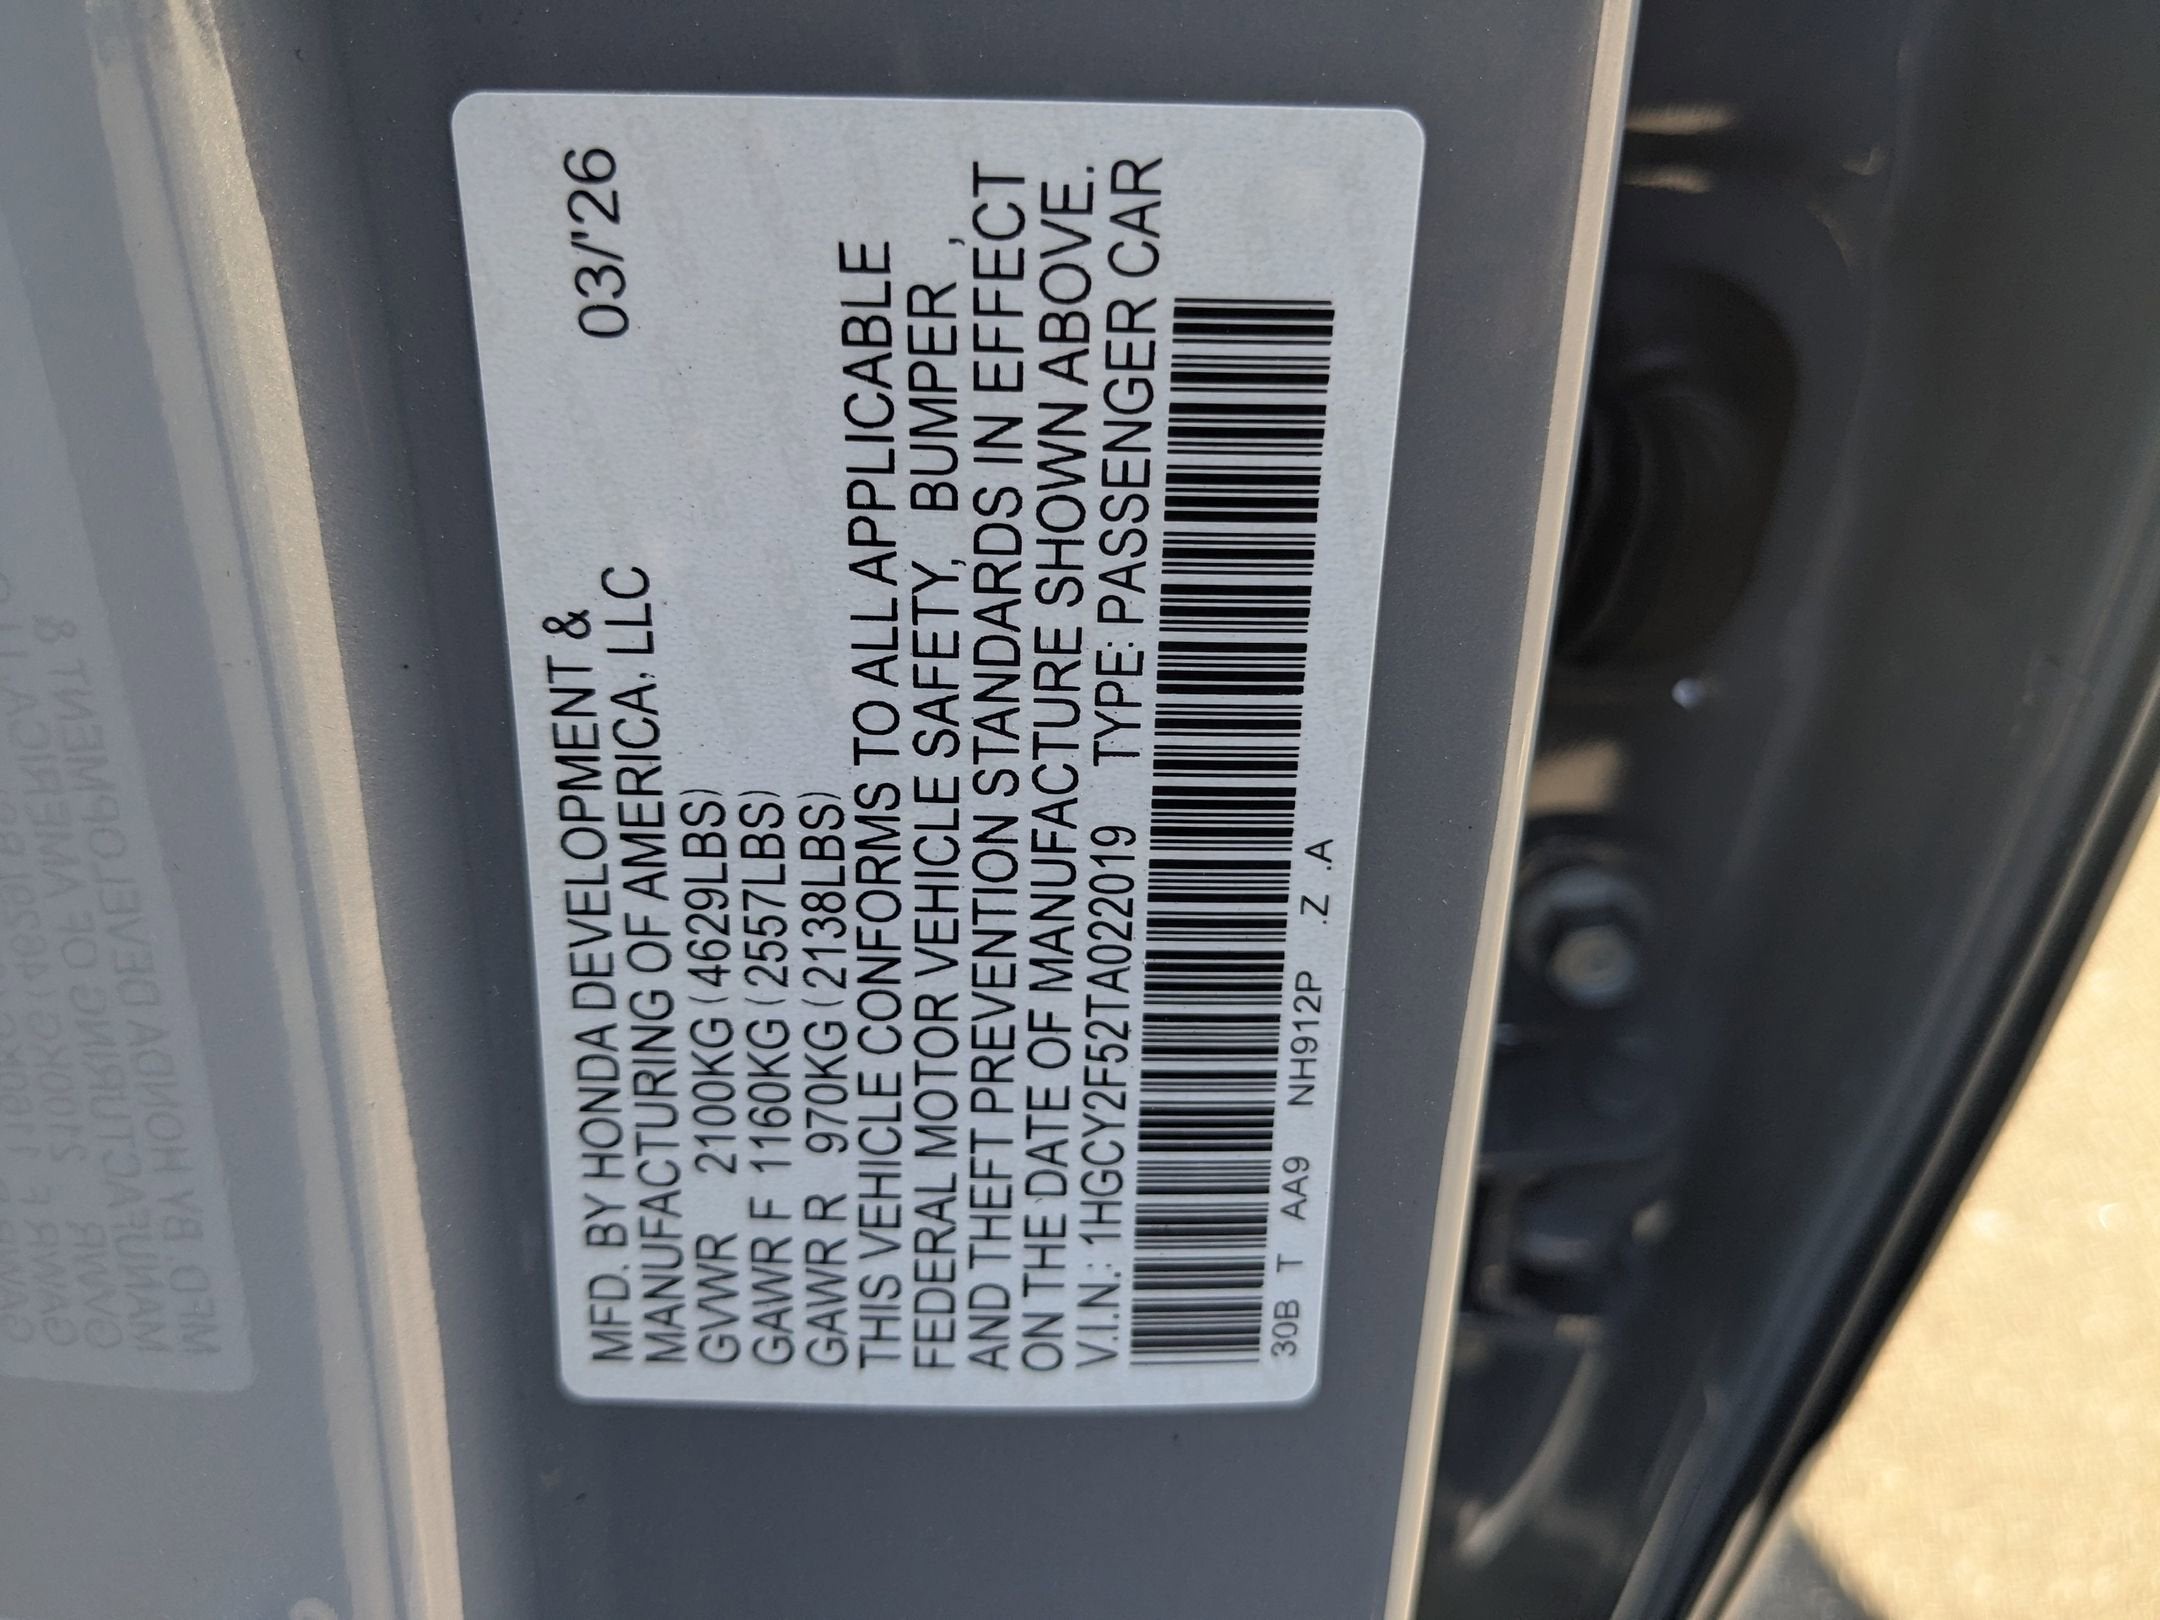 MFD. BY HONDA DEVELOPMENT &
MANUFACTURING OF AMERICA, LLC
03/'26
GVWR 2100KG (4629LBS)
GAWR F 1160KG (2557LBS)
GAWR R 970KG (2138LBS)
THIS VEHICLE CONFORMS TO ALL APPLICABLE
FEDERAL MOTOR VEHICLE SAFETY, BUMPER,
AND THEFT PREVENTION STANDARDS IN EFFECT
ON THE DATE OF MANUFACTURE SHOWN ABOVE.
V.I.N.: 1HGCY2F52TA022019 TYPE: PASSENGER CAR
30B T AA9 NH912P .Z .A